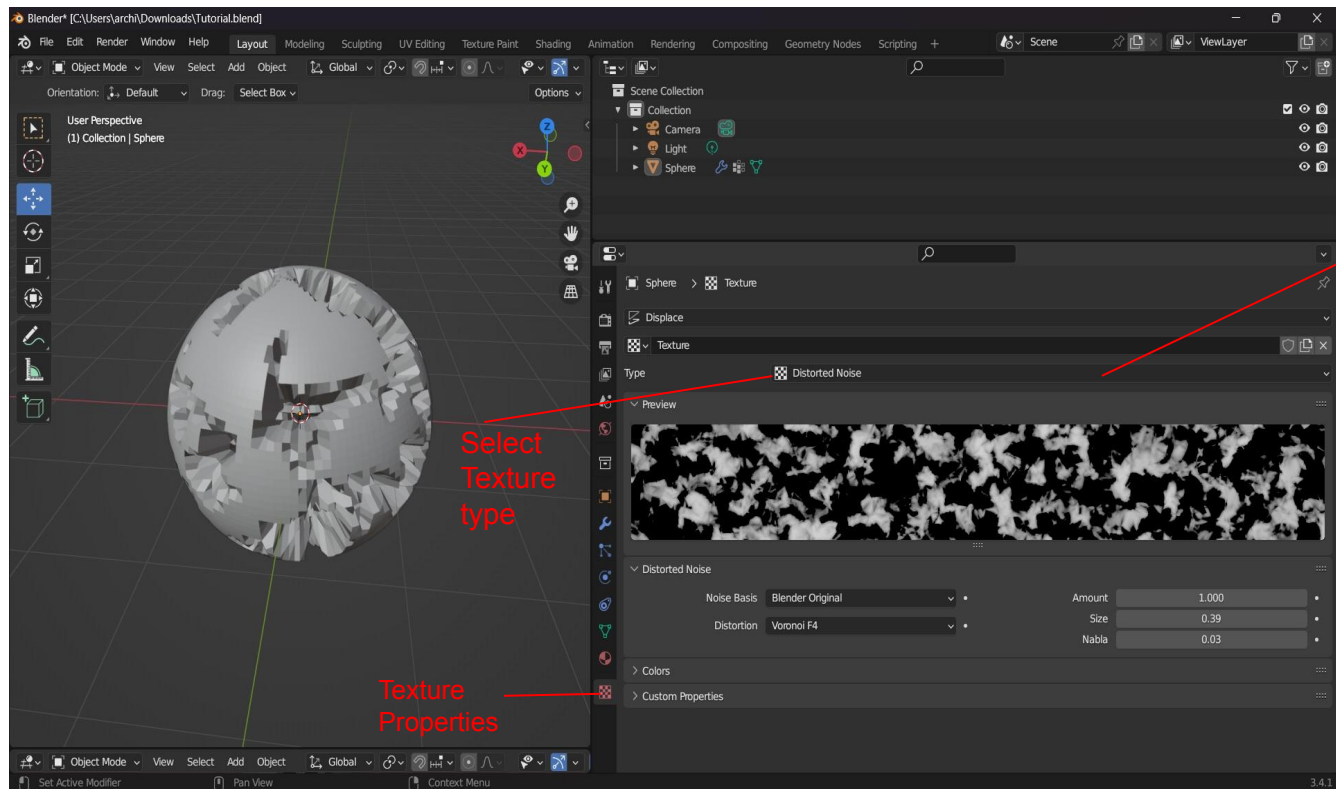 Blender* [C:\Users\archi\Downloads\Tutorial.blend]
File Edit Render Window Help Layout Modeling Sculpting UV Editing Texture Paint Shading Animation Rendering Compositing Geometry Nodes Scripting + Scene ViewLayer
Object Mode View Select Add Object Global
Orientation: Default Drag: Select Box Options
User Perspective
(1) Collection | Sphere
Z
X
Y
Scene Collection
Collection
Camera
Light
Sphere
Sphere > Texture
Displace
Texture
Type Distorted Noise
Preview
Select
Texture
type
Distorted Noise
Noise Basis Blender Original Amount 1.000
Distortion Voronoi F4 Size 0.39
Nabla 0.03
Colors
Custom Properties
Texture
Properties
Object Mode View Select Add Object Global
Set Active Modifier Pan View Context Menu 3.4.1